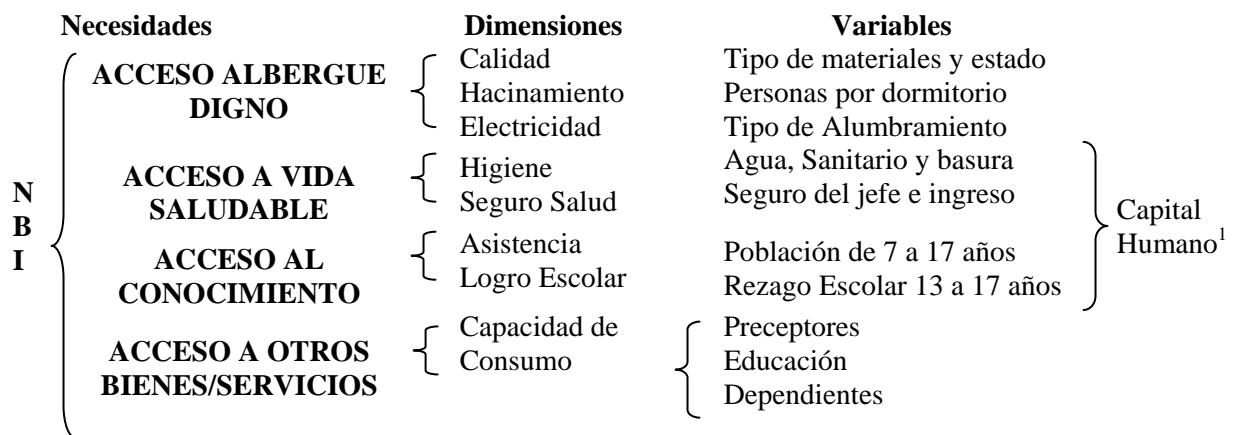 Necesidades Dimensiones Variables
ACCESO ALBERGUE DIGNO
Calidad Tipo de materiales y estado
Hacinamiento Personas por dormitorio
Electricidad Tipo de Alumbramiento
N
B
I
ACCESO A VIDA SALUDABLE
Higiene Agua, Sanitario y basura
Seguro Salud Seguro del jefe e ingreso
Capital
Humano¹
ACCESO AL CONOCIMIENTO
Asistencia Población de 7 a 17 años
Logro Escolar Rezago Escolar 13 a 17 años
ACCESO A OTROS BIENES/SERVICIOS
Capacidad de
Consumo
Preceptores
Educación
Dependientes